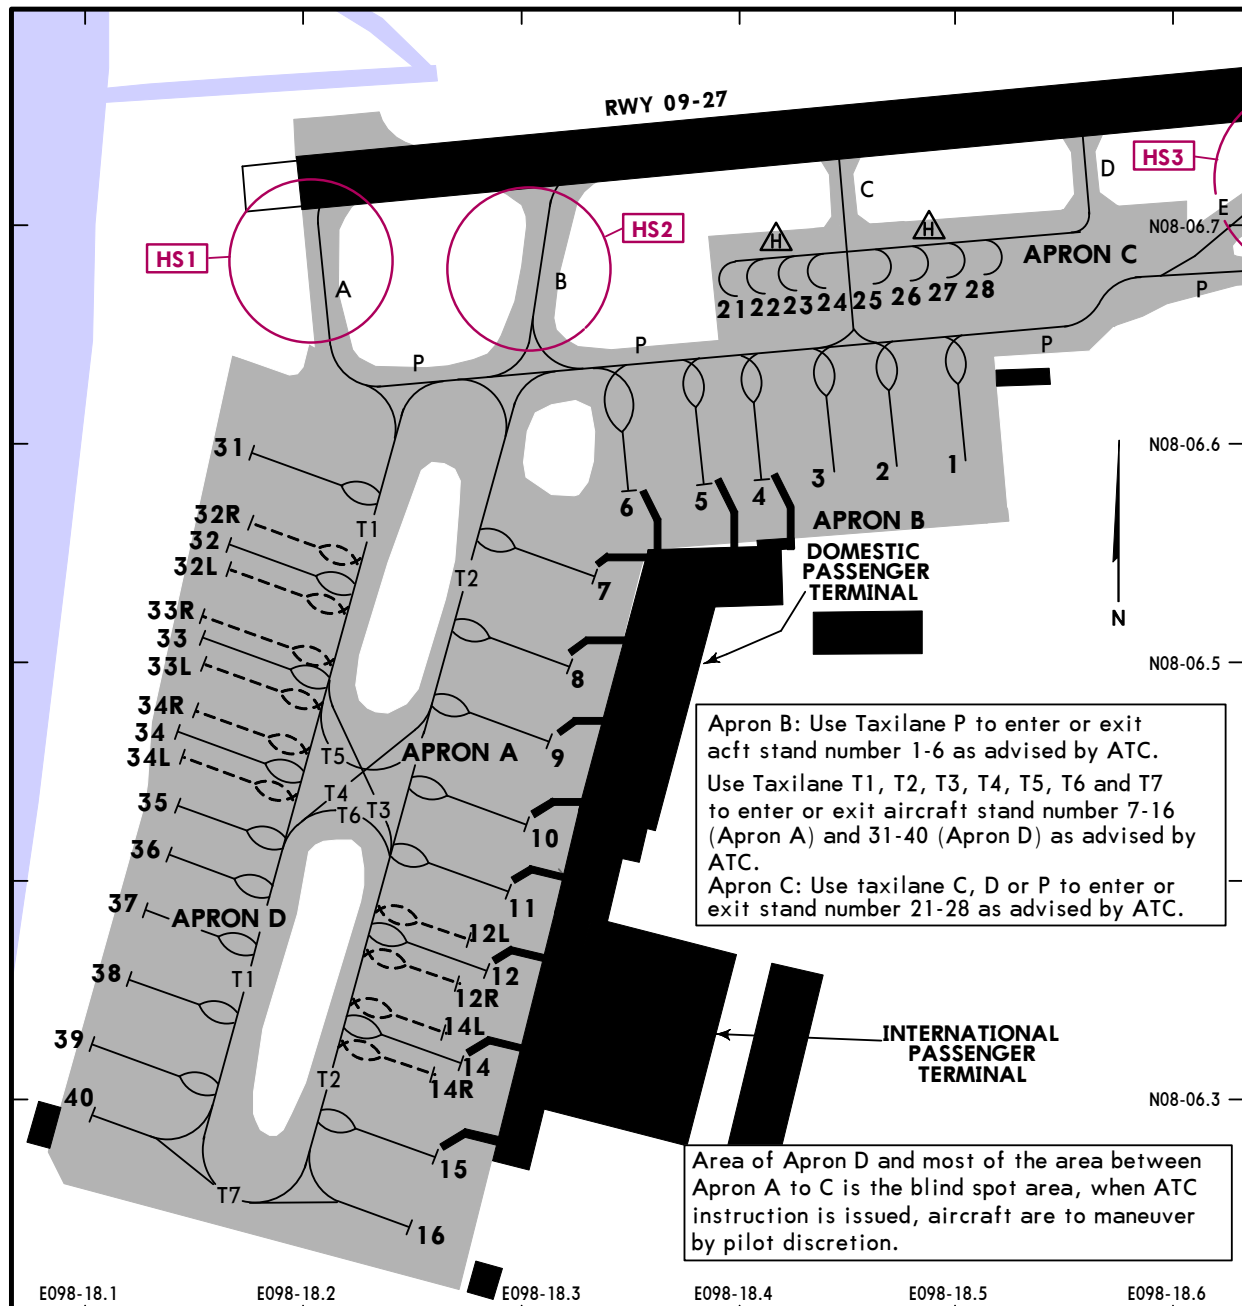 RWY 09-27
HS1
HS2
HS3
A
B
C
D
E
P
P
P
P
N08-06.7
APRON C
21
22
23
24
25
26
27
28
H
H
N08-06.6
31
32R
32
32L
33R
33
33L
34R
34
34L
35
36
37
38
39
40
T1
T2
6
5
4
3
2
1
APRON B
DOMESTIC
PASSENGER
TERMINAL
N
7
8
9
10
11
12L
12
12R
14L
14
14R
15
16
N08-06.5
T5
APRON A
T4
T6
T3
APRON D
T1
T2
T7
Apron B: Use Taxilane P to enter or exit
acft stand number 1-6 as advised by ATC.
Use Taxilane T1, T2, T3, T4, T5, T6 and T7
to enter or exit aircraft stand number 7-16
(Apron A) and 31-40 (Apron D) as advised by
ATC.
Apron C: Use taxilane C, D or P to enter or
exit stand number 21-28 as advised by ATC.
INTERNATIONAL
PASSENGER
TERMINAL
N08-06.3
Area of Apron D and most of the area between
Apron A to C is the blind spot area, when ATC
instruction is issued, aircraft are to maneuver
by pilot discretion.
E098-18.1
E098-18.2
E098-18.3
E098-18.4
E098-18.5
E098-18.6